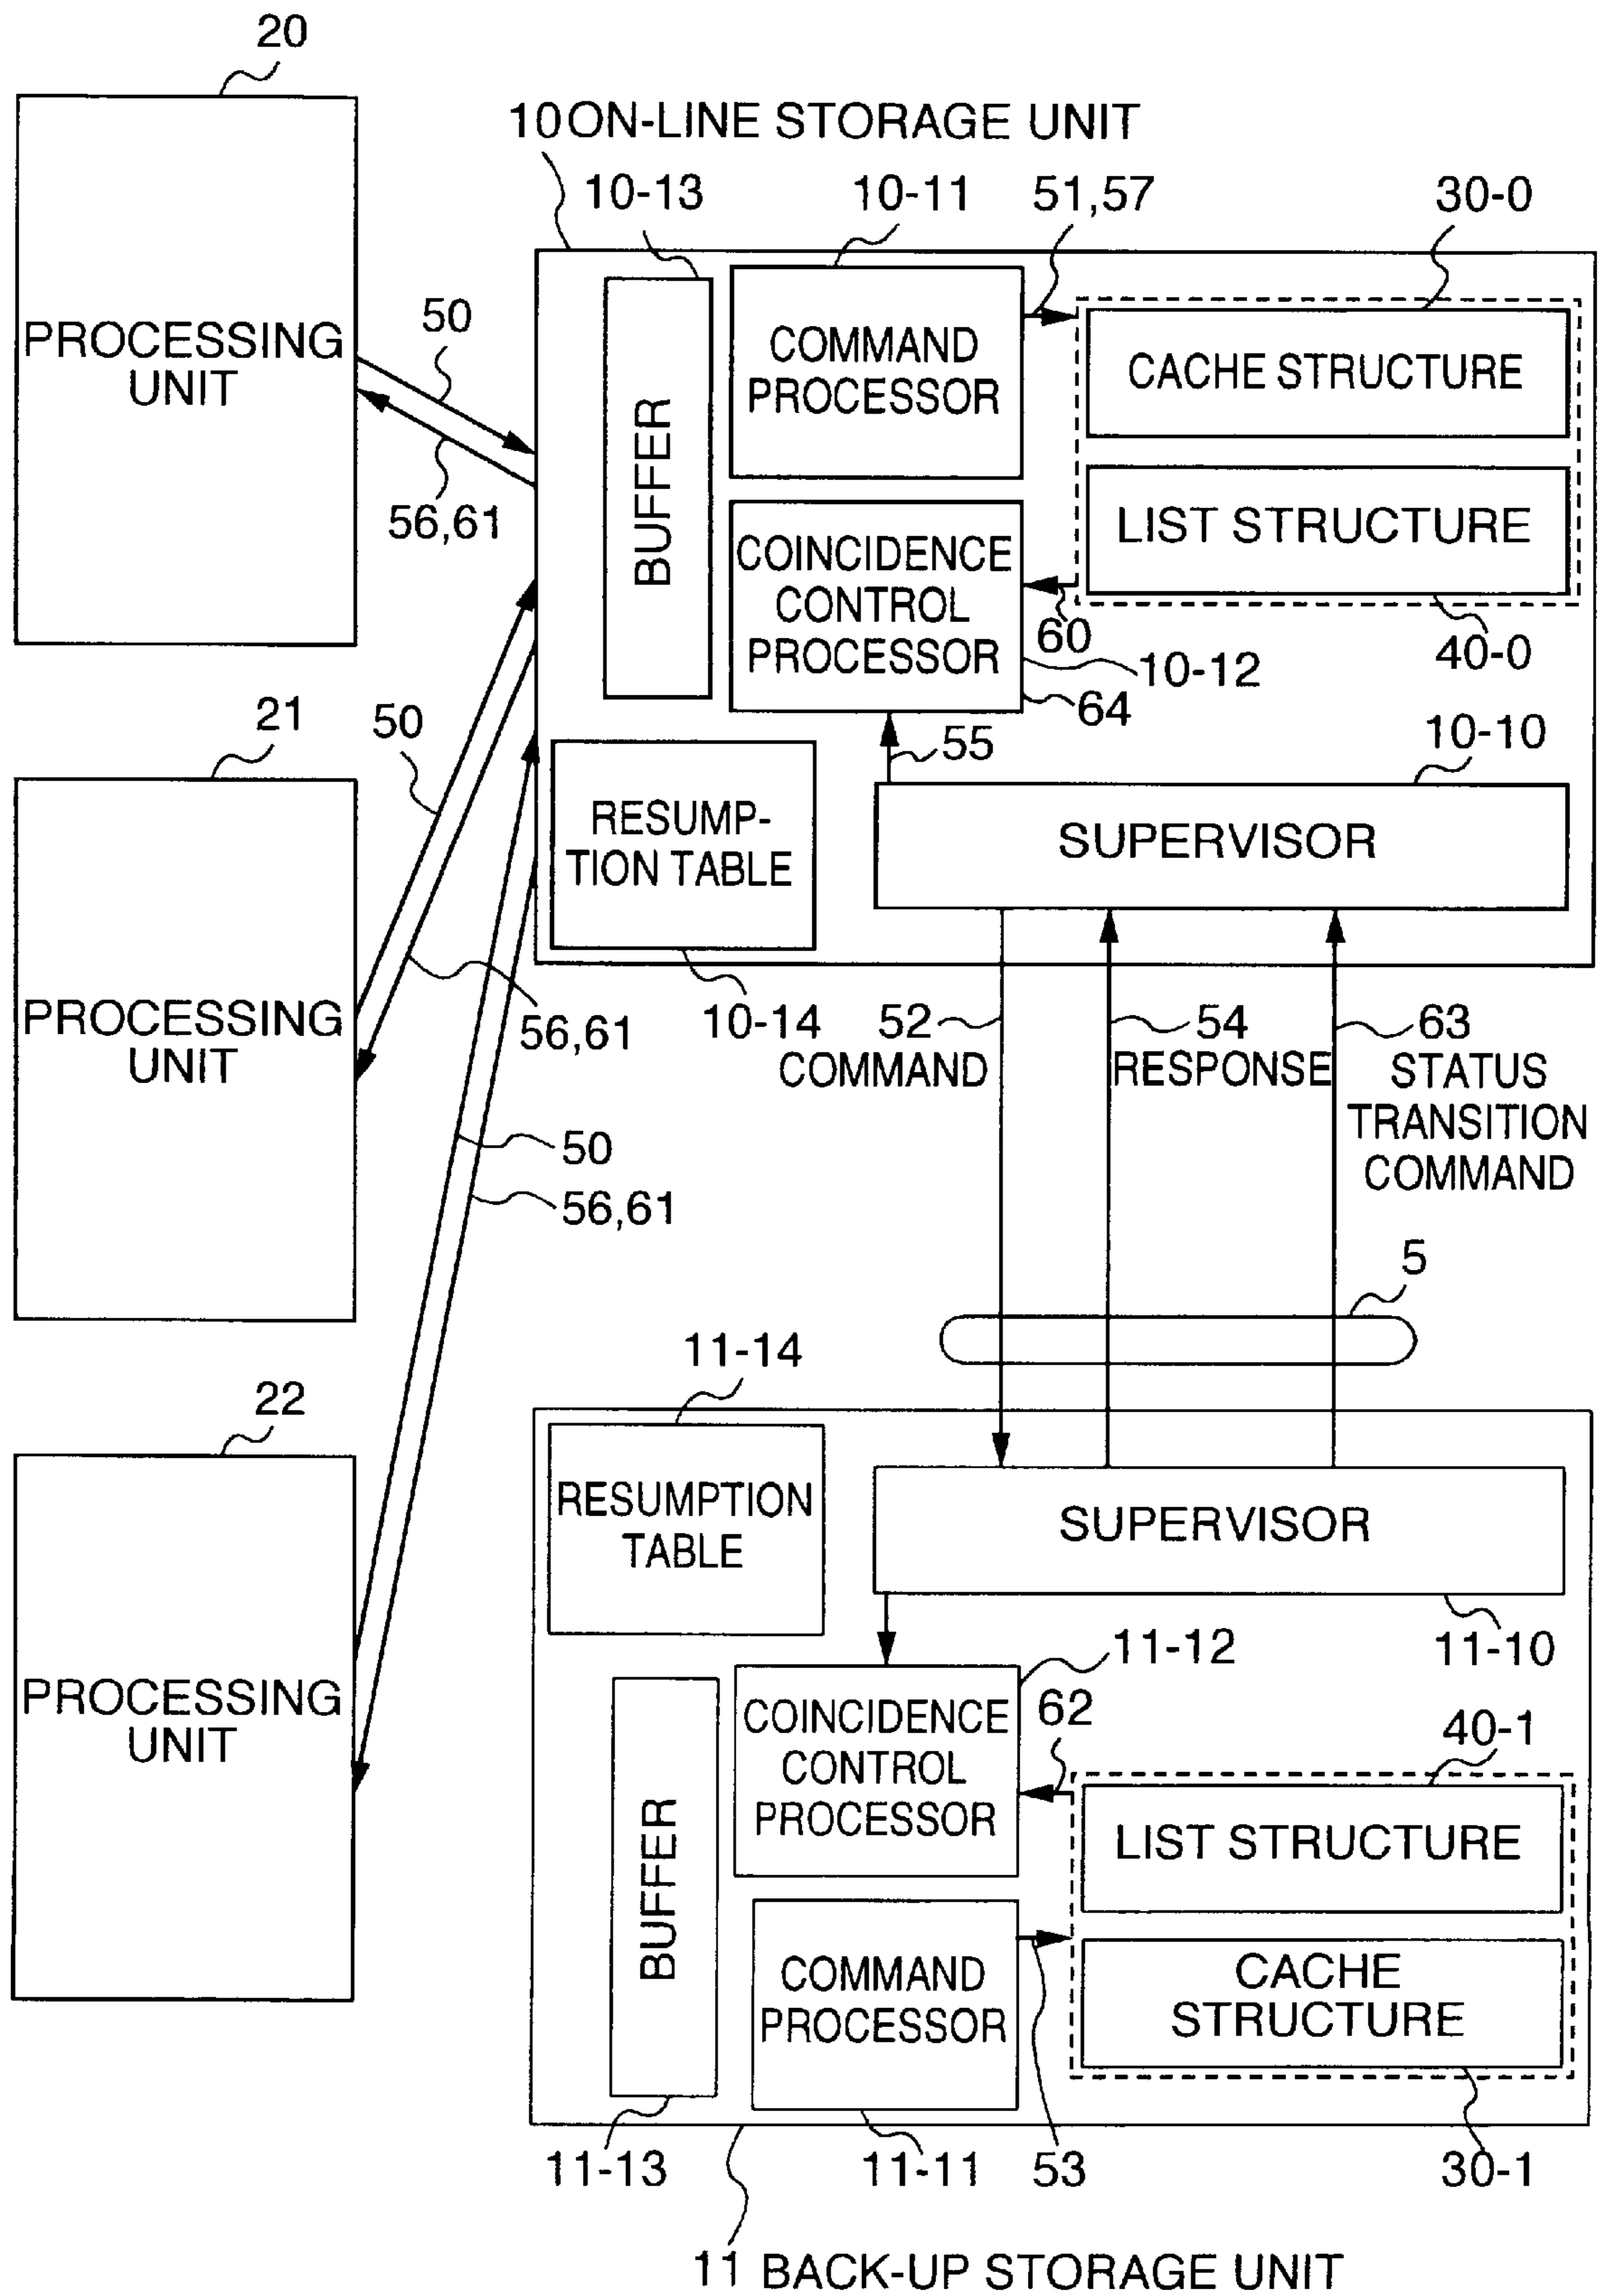 20
10 ON-LINE STORAGE UNIT
10-13
10-11
51,57
30-0
PROCESSING
UNIT
50
56,61
BUFFER
COMMAND
PROCESSOR
CACHE STRUCTURE
LIST STRUCTURE
COINCIDENCE
CONTROL
PROCESSOR
60
40-0
10-12
64
21
50
55
10-10
RESUMP-
TION TABLE
SUPERVISOR
PROCESSING
UNIT
56,61
10-14
52
COMMAND
54
RESPONSE
63
STATUS
TRANSITION
COMMAND
50
56,61
5
11-14
22
RESUMPTION
TABLE
SUPERVISOR
11-12
11-10
PROCESSING
UNIT
BUFFER
COINCIDENCE
CONTROL
PROCESSOR
62
40-1
LIST STRUCTURE
COMMAND
PROCESSOR
CACHE
STRUCTURE
11-13
11-11
53
30-1
11 BACK-UP STORAGE UNIT